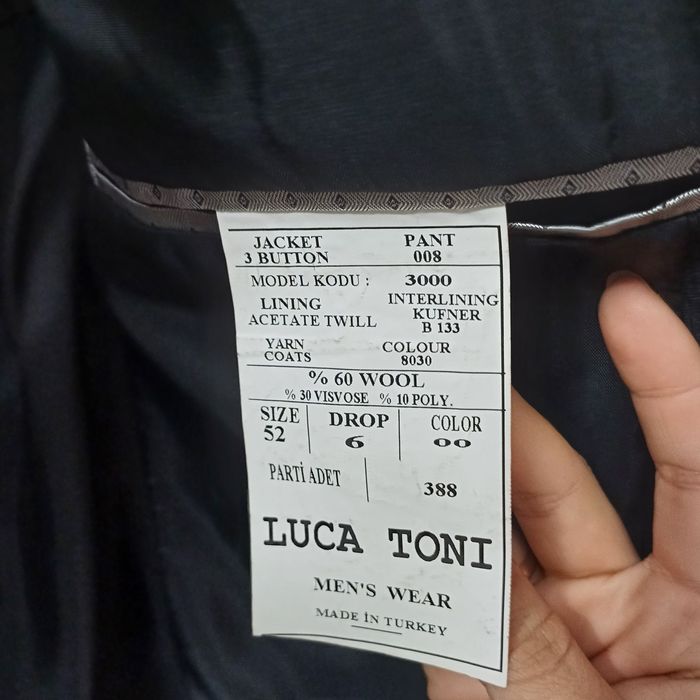 JACKET PANT
3 BUTTON 008
MODEL KODU : 3000
LINING INTERLINING
ACETATE TWILL KUFNER
B 133
YARN COLOUR
COATS 8030
% 60 WOOL
% 30 VISVOSE % 10 POLY.
SIZE DROP COLOR
52 6 00
PARTİ ADET 388
LUCA TONI
MEN'S WEAR
MADE İN TURKEY